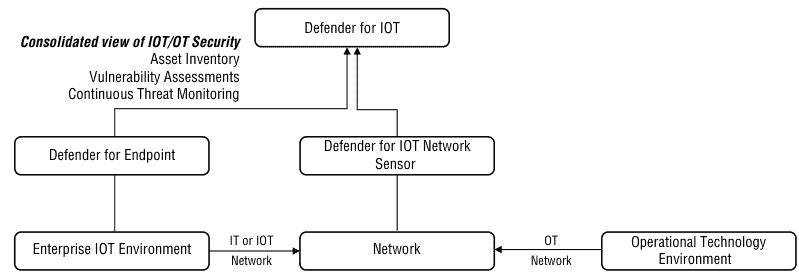 Defender for IOT
Consolidated view of IOT/OT Security
Asset Inventory
Vulnerability Assessments
Continuous Threat Monitoring
Defender for Endpoint
Defender for IOT Network
Sensor
Enterprise IOT Environment
IT or IOT
Network
Network
OT
Network
Operational Technology
Environment